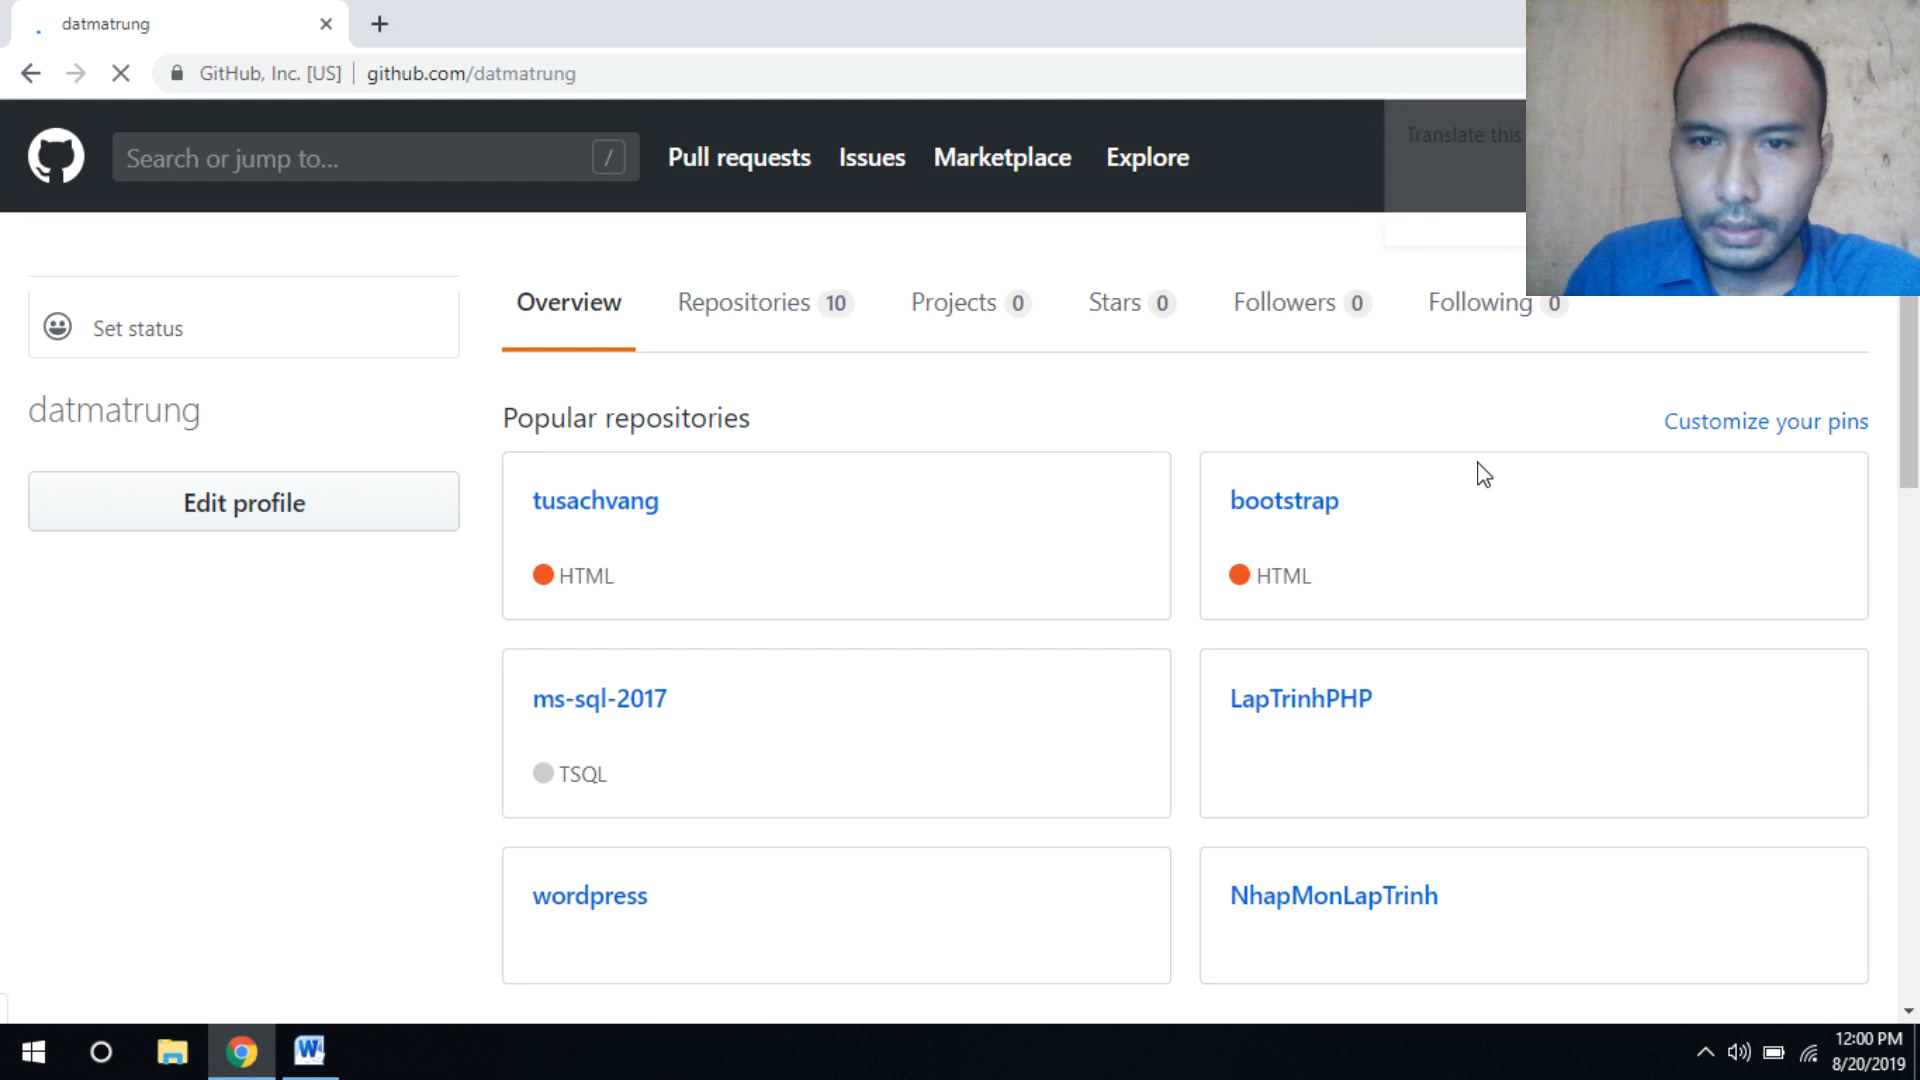 datmatrung
GitHub, Inc. [US] github.com/datmatrung
Search or jump to... /
Pull requests Issues Marketplace Explore
Translate this
Set status
datmatrung
Edit profile
Overview Repositories 10 Projects 0 Stars 0 Followers 0 Following 0
Popular repositories
Customize your pins
tusachvang
HTML
bootstrap
HTML
ms-sql-2017
TSQL
LapTrinhPHP
wordpress
NhapMonLapTrinh
12:00 PM
8/20/2019